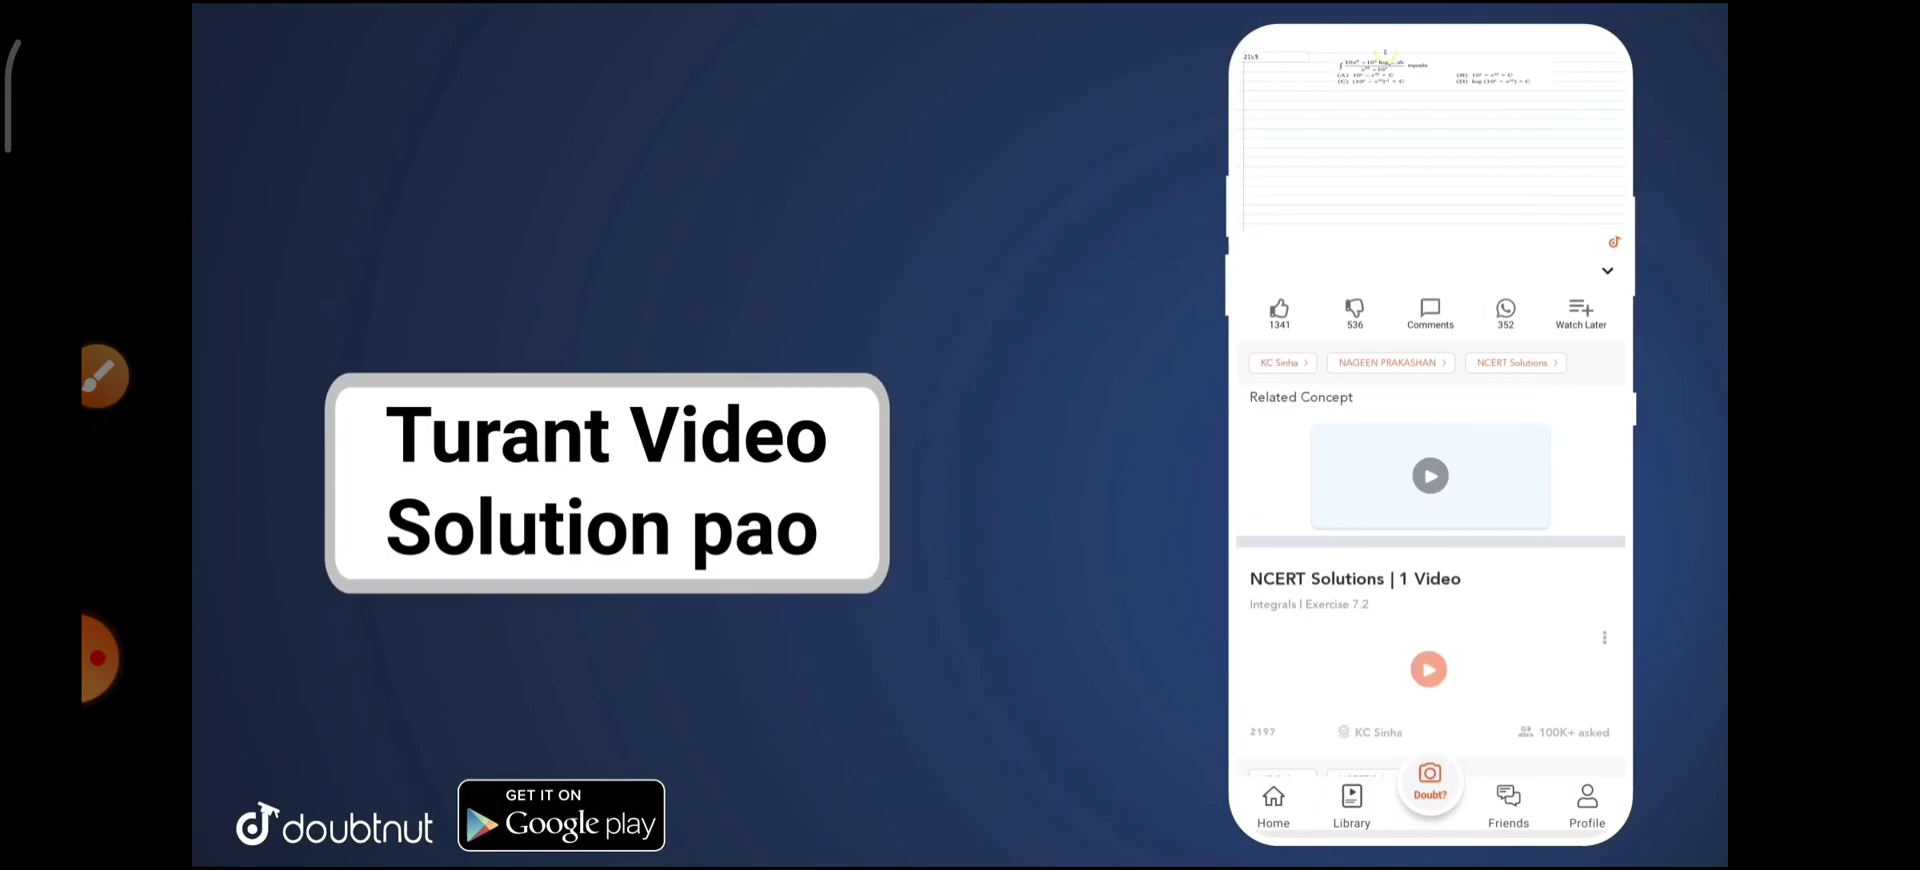 Turant Video
Solution pao
doubtnut
GET IT ON
Google play
equals
1341
536
Comments
352
Watch Later
KC Sinha >
NAGEEN PRAKASHAN >
NCERT Solutions >
Related Concept
NCERT Solutions | 1 Video
Integrals | Exercise 7.2
2197
KC Sinha
100K+ asked
Doubt?
Home
Library
Friends
Profile